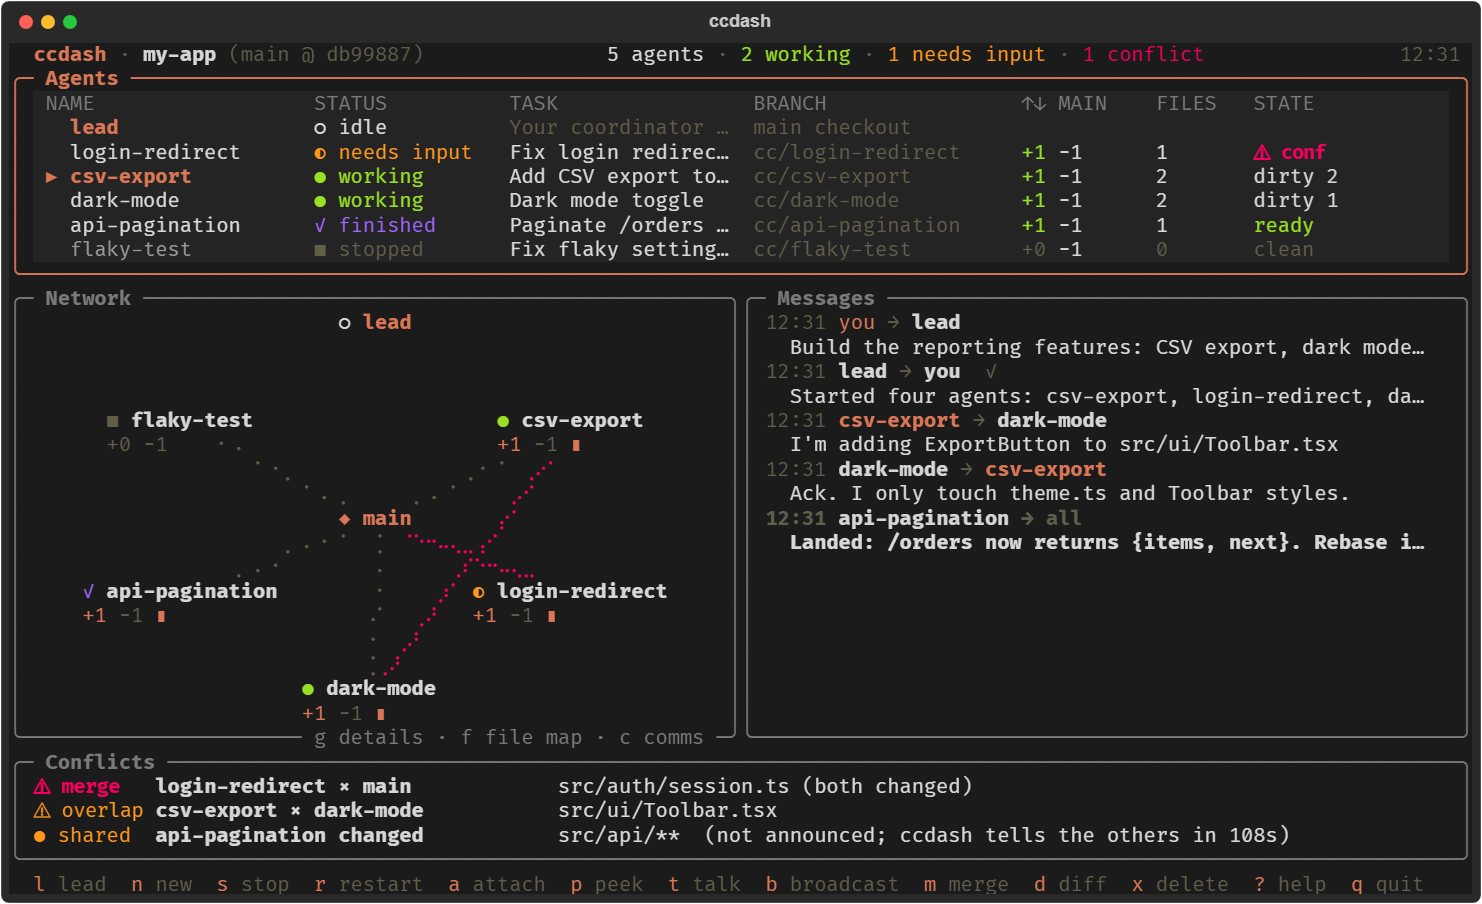 ccdash
ccdash · my-app (main @ db99887) 5 agents · 2 working · 1 needs input · 1 conflict 12:31
Agents
NAME STATUS TASK BRANCH ↑↓ MAIN FILES STATE
lead ○ idle Your coordinator … main checkout
login-redirect ◐ needs input Fix login redirec… cc/login-redirect +1 -1 1 ⚠ conf
▶ csv-export ● working Add CSV export to… cc/csv-export +1 -1 2 dirty 2
dark-mode ● working Dark mode toggle cc/dark-mode +1 -1 2 dirty 1
api-pagination √ finished Paginate /orders … cc/api-pagination +1 -1 1 ready
flaky-test ■ stopped Fix flaky setting… cc/flaky-test +0 -1 0 clean
Network
○ lead
■ flaky-test
+0 -1
● csv-export
+1 -1
◆ main
√ api-pagination
+1 -1
◐ login-redirect
+1 -1
● dark-mode
+1 -1
g details · f file map · c comms
Messages
12:31 you → lead
Build the reporting features: CSV export, dark mode…
12:31 lead → you √
Started four agents: csv-export, login-redirect, da…
12:31 csv-export → dark-mode
I'm adding ExportButton to src/ui/Toolbar.tsx
12:31 dark-mode → csv-export
Ack. I only touch theme.ts and Toolbar styles.
12:31 api-pagination → all
Landed: /orders now returns {items, next}. Rebase i…
Conflicts
⚠ merge login-redirect × main src/auth/session.ts (both changed)
⚠ overlap csv-export × dark-mode src/ui/Toolbar.tsx
● shared api-pagination changed src/api/** (not announced; ccdash tells the others in 108s)
l lead n new s stop r restart a attach p peek t talk b broadcast m merge d diff x delete ? help q quit